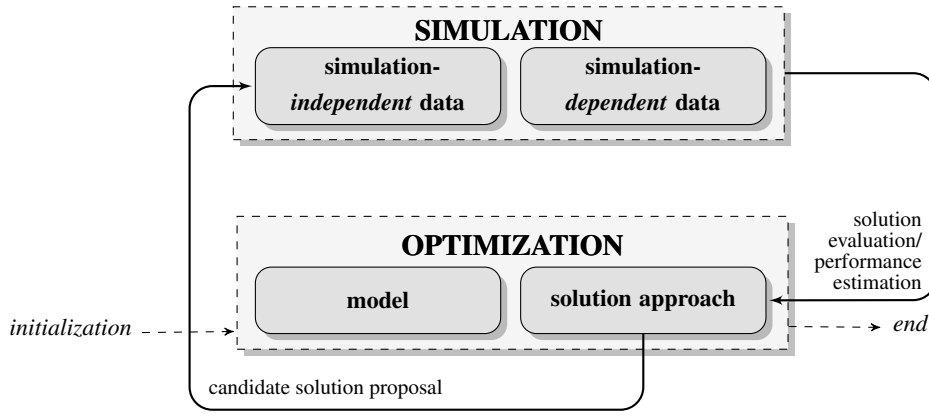 SIMULATION
simulation-
independent data
simulation-
dependent data
solution
evaluation/
performance
estimation
OPTIMIZATION
model
solution approach
initialization
end
candidate solution proposal